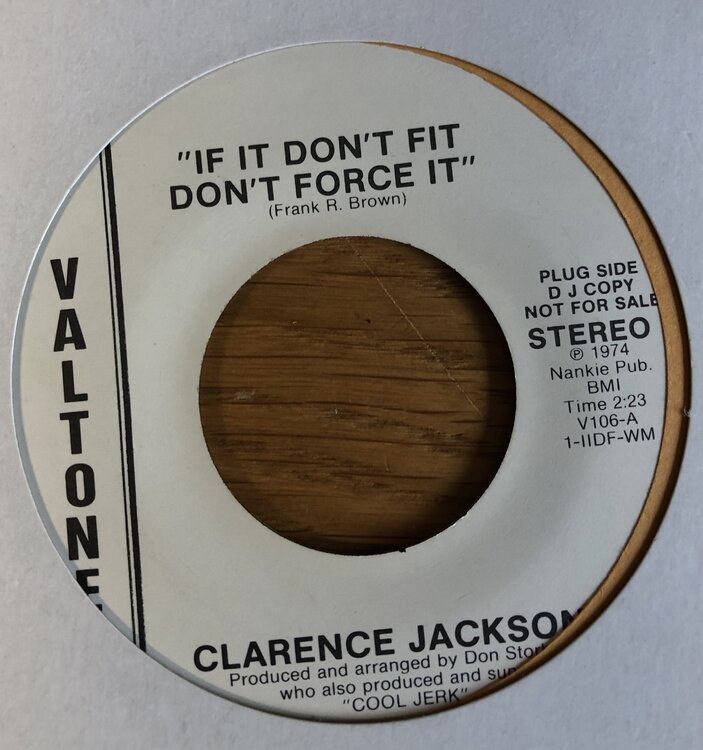 "IF IT DON'T FIT
DON'T FORCE IT"
(Frank R. Brown)
VALTONE
PLUG SIDE
D J COPY
NOT FOR SALE
STEREO
℗ 1974
Nankie Pub.
BMI
Time 2:23
V106-A
1-IIDF-WM
CLARENCE JACKSON
Produced and arranged by Don
who also produced and
"COOL JERK"